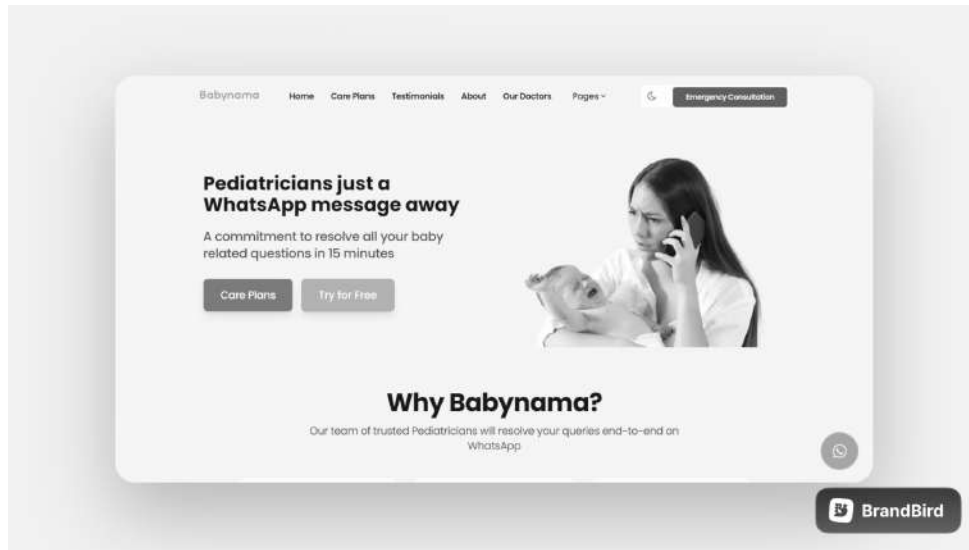 Babynama
Home Care Plans Testimonials About Our Doctors Pages
Emergency Consultation
Pediatricians just a
WhatsApp message away
A commitment to resolve all your baby
related questions in 15 minutes
Care Plans Try for Free
Why Babynama?
Our team of trusted Pediatricians will resolve your queries end-to-end on
WhatsApp
BrandBird